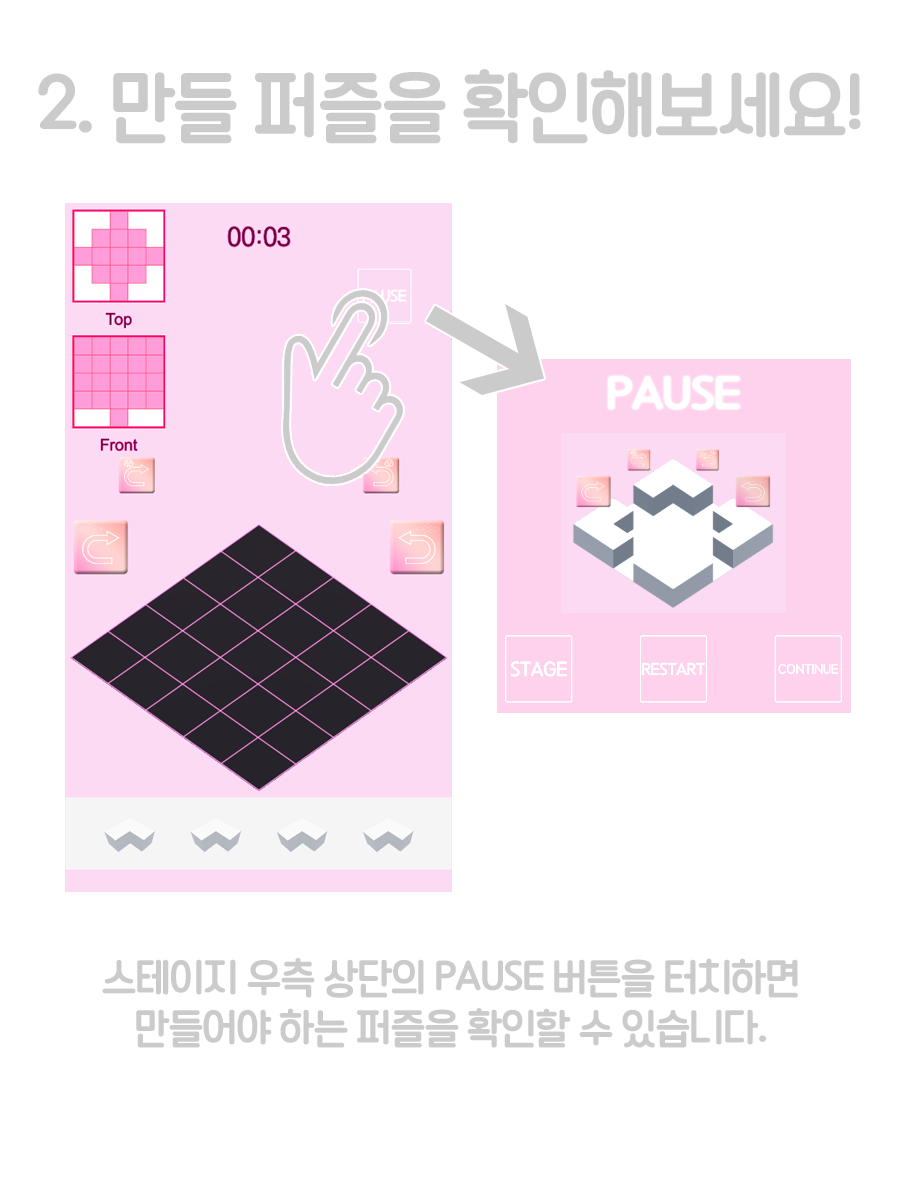 2. 만들 퍼즐을 확인해보세요!
00:03
PAUSE
Top
Front
PAUSE
STAGE
RESTART
CONTINUE
스테이지 우측 상단의 PAUSE 버튼을 터치하면
만들어야 하는 퍼즐을 확인할 수 있습니다.